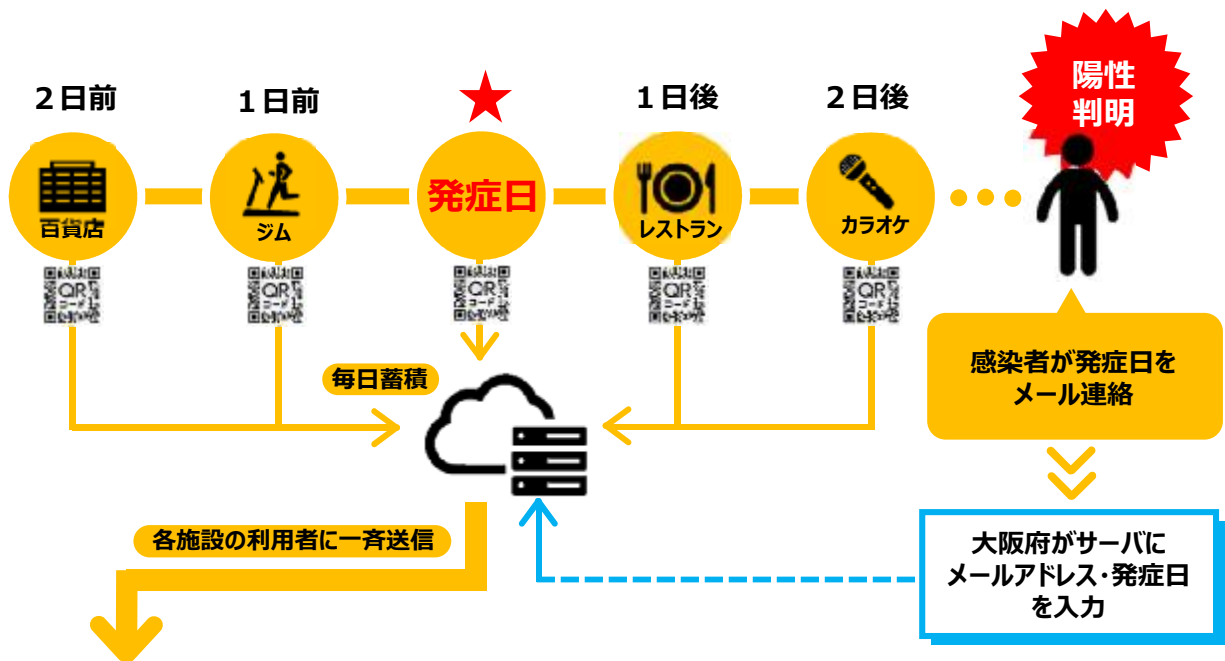 2日前
1日前
1日後
2日後
陽性
判明
百貨店
ジム
発症日
レストラン
カラオケ
QR
コード
QR
コード
QR
コード
QR
コード
QR
コード
毎日蓄積
感染者が発症日を
メール連絡
各施設の利用者に一斉送信
大阪府がサーバに
メールアドレス・発症日
を入力